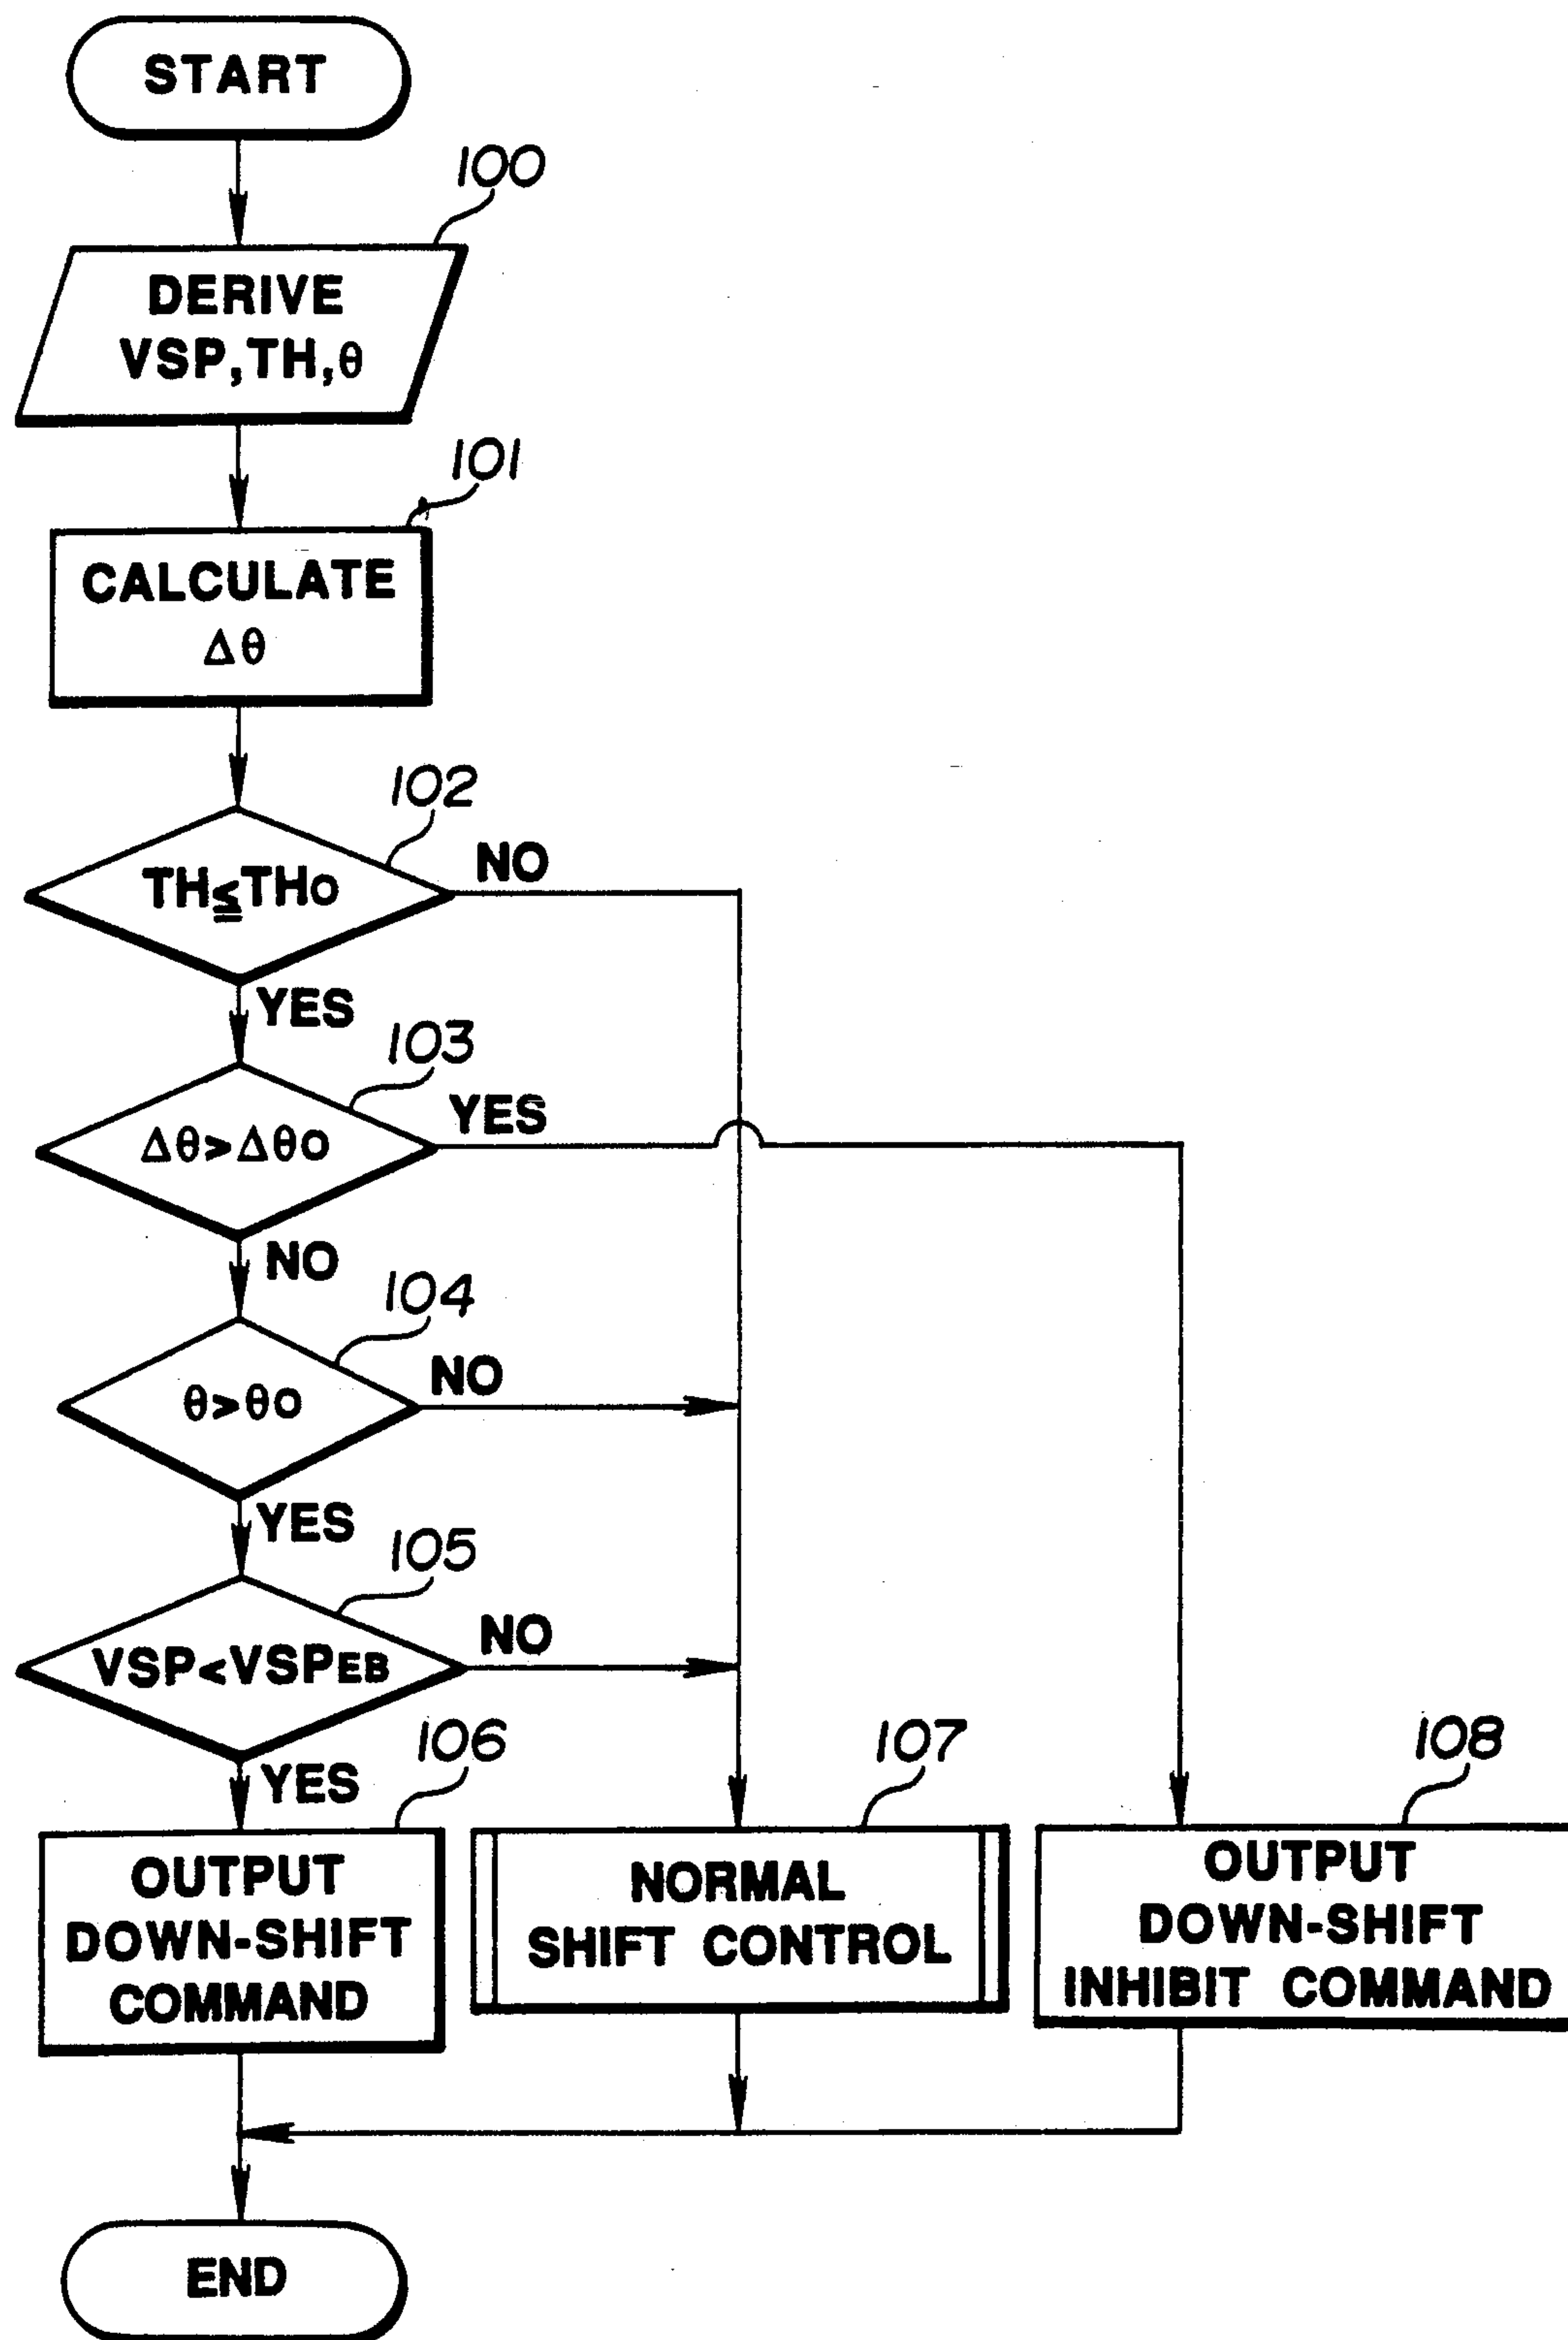 START
100
DERIVE
VSP,TH,θ
101
CALCULATE
Δθ
102
TH≦THO
NO
YES
103
Δθ>ΔθO
YES
NO
104
θ>θO
NO
YES
105
VSP<VSPEB
NO
YES
106
OUTPUT
DOWN-SHIFT
COMMAND
107
NORMAL
SHIFT CONTROL
108
OUTPUT
DOWN-SHIFT
INHIBIT COMMAND
END